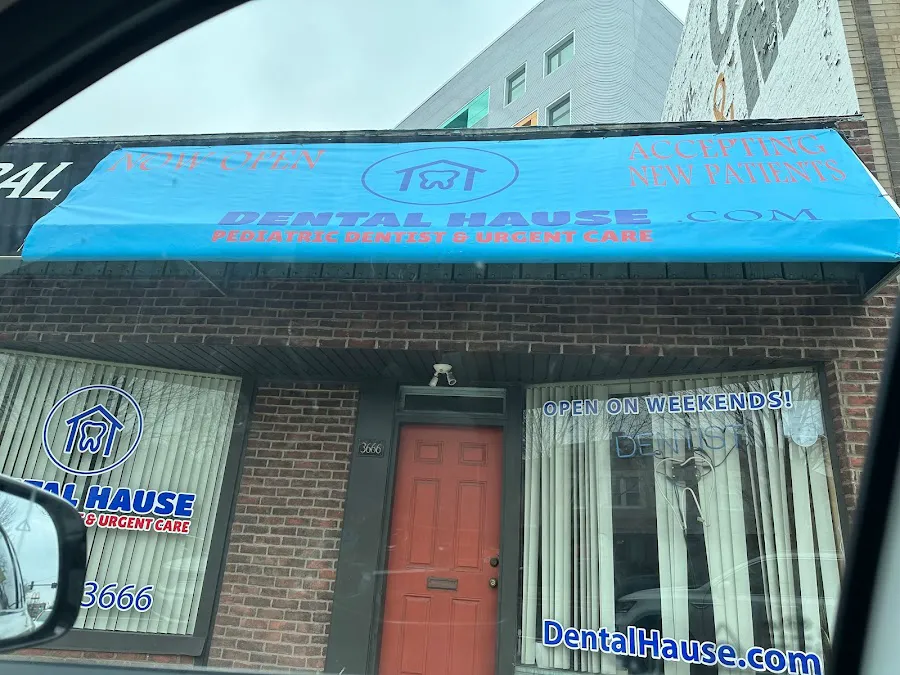 NOW OPEN
ACCEPTING
NEW PATIENTS
DENTAL HAUSE .COM
PEDIATRIC DENTIST & URGENT CARE
3666
TAL HAUSE
& URGENT CARE
3666
OPEN ON WEEKENDS!
DENTIST
DentalHause.com